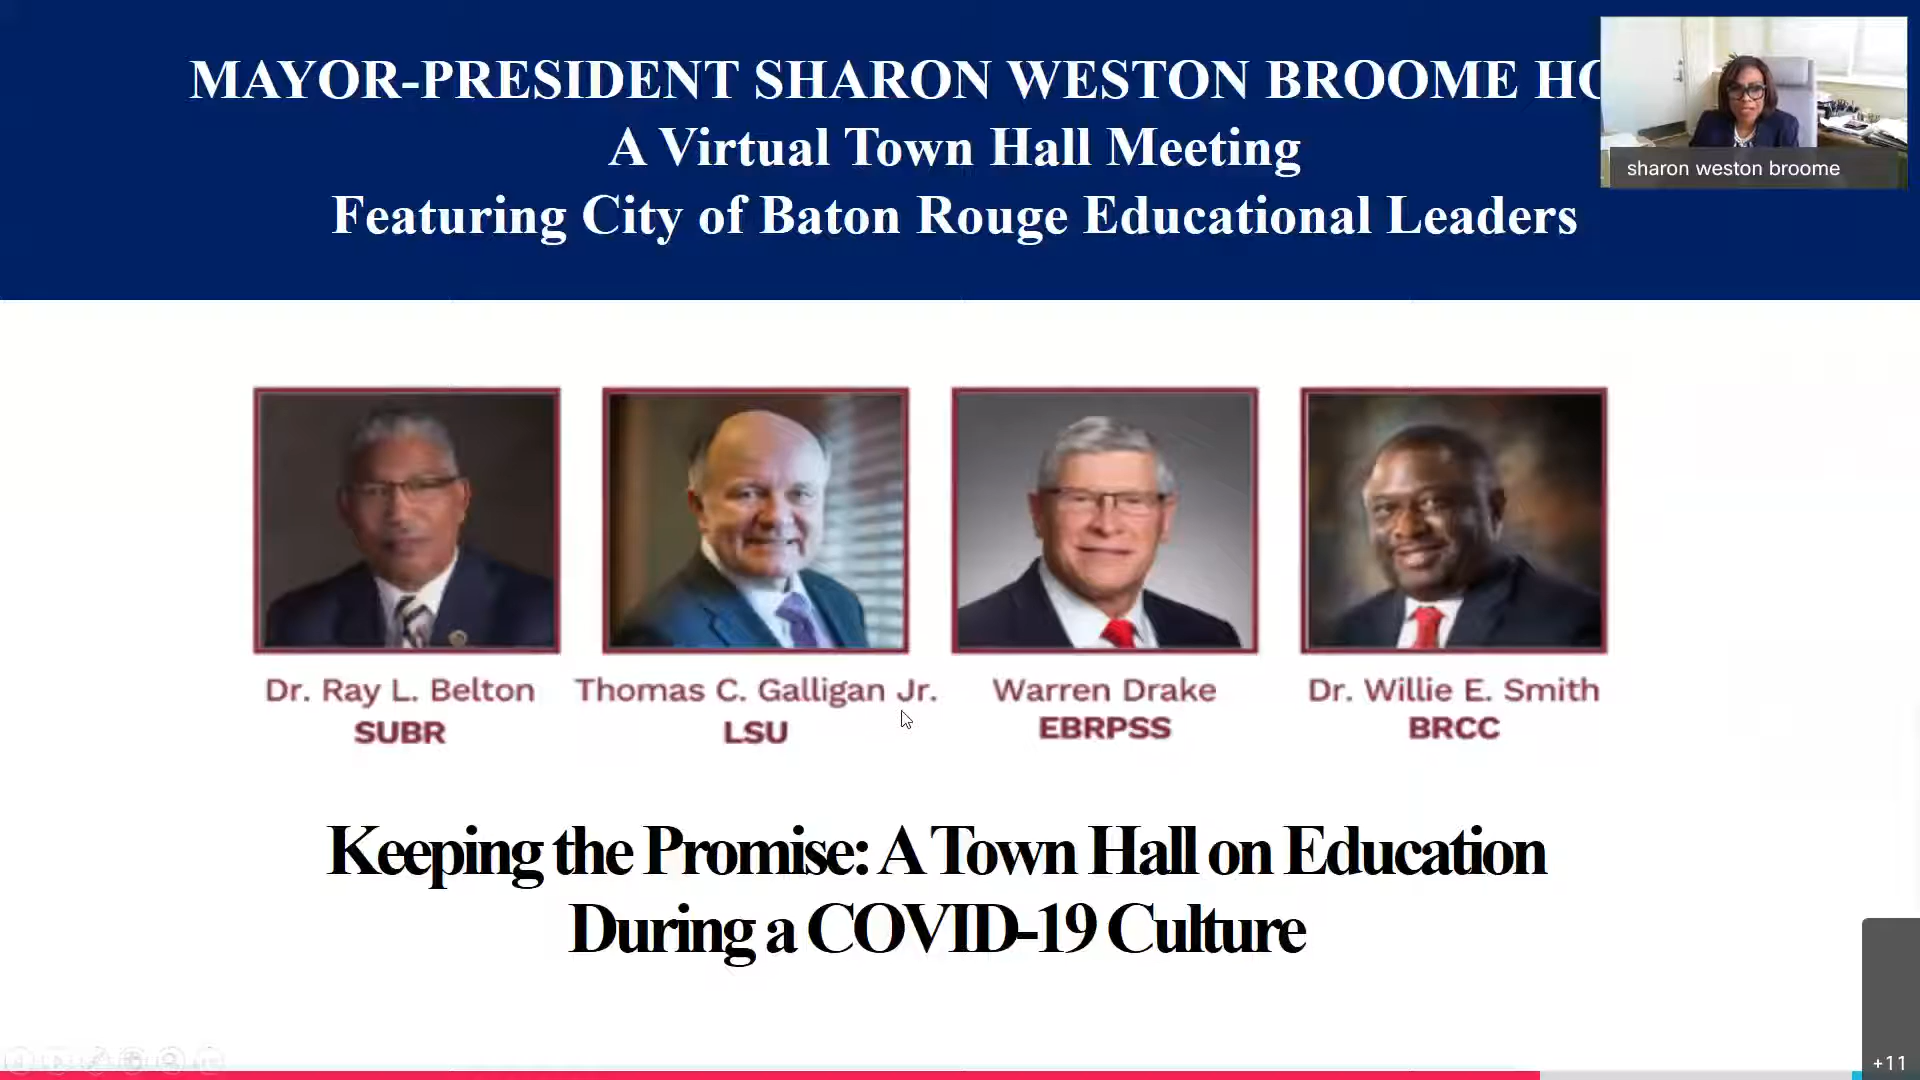 MAYOR-PRESIDENT SHARON WESTON BROOME HO
A Virtual Town Hall Meeting
Featuring City of Baton Rouge Educational Leaders
sharon weston broome
Dr. Ray L. Belton
SUBR
Thomas C. Galligan Jr.
LSU
Warren Drake
EBRPSS
Dr. Willie E. Smith
BRCC
Keeping the Promise: A Town Hall on Education
During a COVID-19 Culture
+11